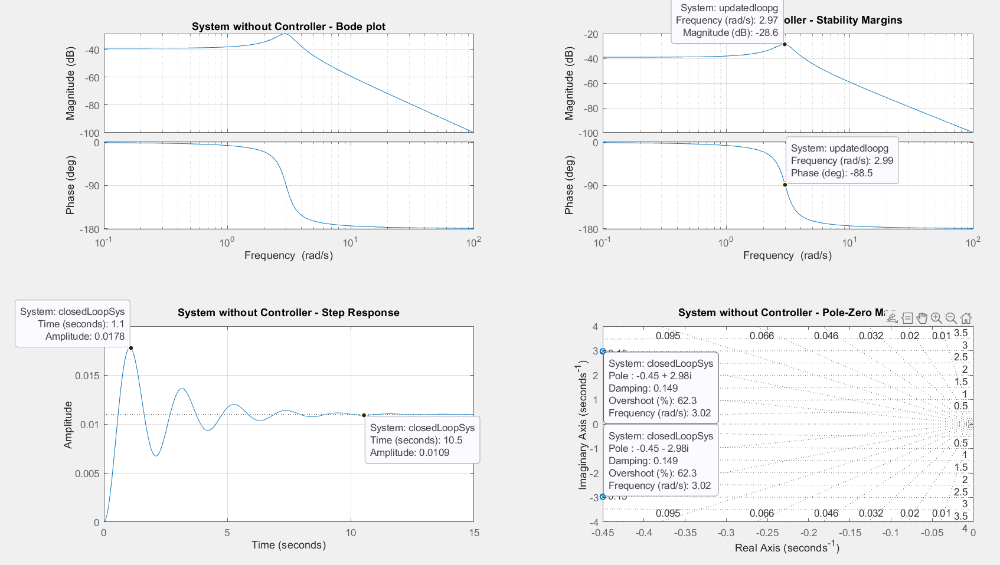 System without Controller - Bode plot
Magnitude (dB)
-40
-60
-80
-100
Phase (deg)
0
-90
-180
10-1
100
101
102
Frequency (rad/s)
System: updatedloopg
Frequency (rad/s): 2.97
Magnitude (dB): -28.6
oller - Stability Margins
Magnitude (dB)
-20
-40
-60
-80
-100
System: updatedloopg
Frequency (rad/s): 2.99
Phase (deg): -88.5
Phase (deg)
0
-90
-180
10-1
100
101
102
Frequency (rad/s)
System: closedLoopSys
Time (seconds): 1.1
Amplitude: 0.0178
System without Controller - Step Response
Amplitude
0.015
0.01
0.005
0
System: closedLoopSys
Time (seconds): 10.5
Amplitude: 0.0109
0
5
10
15
Time (seconds)
System without Controller - Pole-Zero M
Imaginary Axis (seconds-1)
4
3
2
1
0
-1
-2
-3
-4
0.095
0.066
0.046
0.032
0.02
0.01
3.5
3
2.5
2
1.5
1
0.5
0.15
System: closedLoopSys
Pole : -0.45 + 2.98i
Damping: 0.149
Overshoot (%): 62.3
Frequency (rad/s): 3.02
System: closedLoopSys
Pole : -0.45 - 2.98i
Damping: 0.149
Overshoot (%): 62.3
Frequency (rad/s): 3.02
0.15
0.5
1
1.5
2
2.5
3
3.5
4
0.095
0.066
0.046
0.032
0.02
0.01
-0.45
-0.4
-0.35
-0.3
-0.25
-0.2
-0.15
-0.1
-0.05
0
Real Axis (seconds-1)